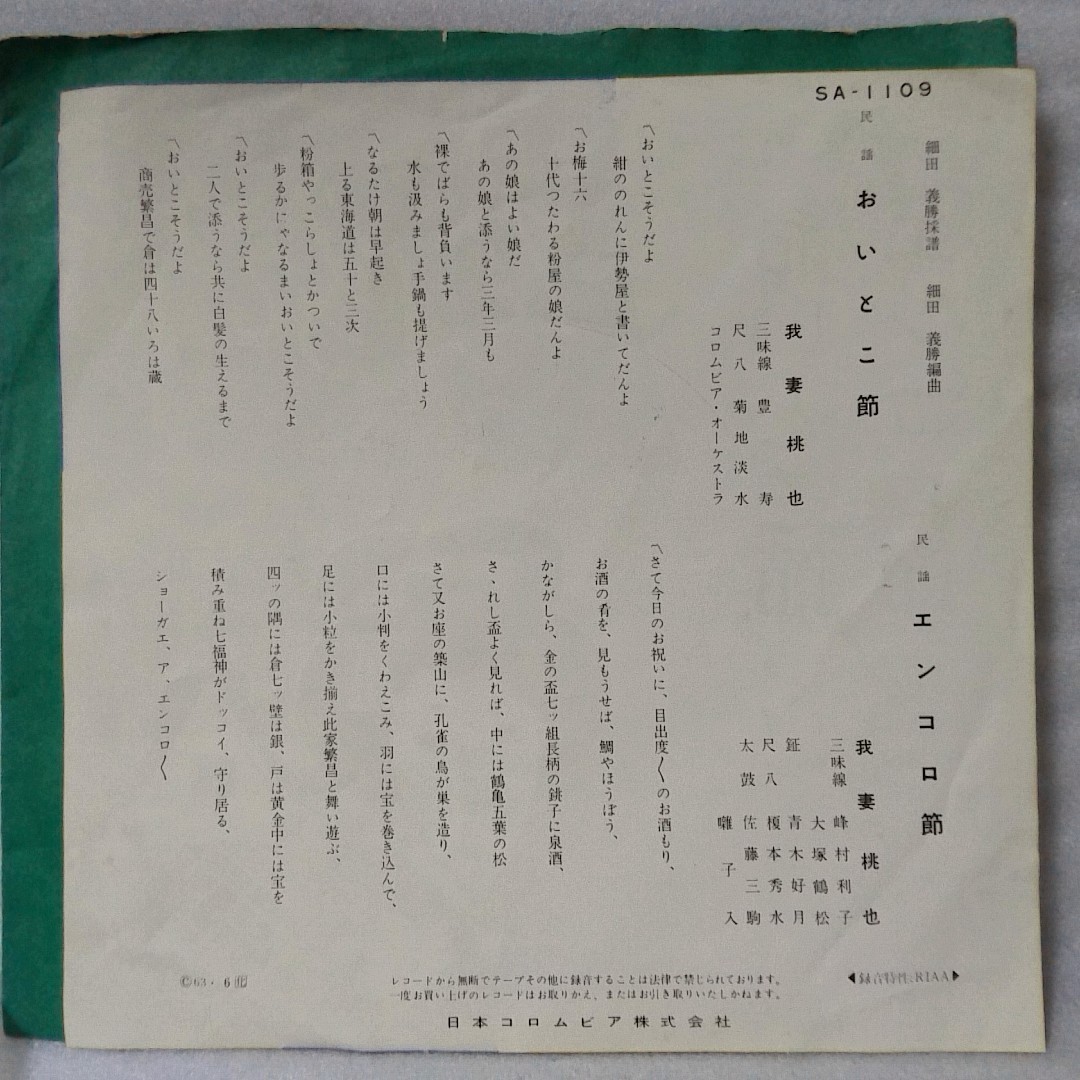 SA-1109
細田 義勝採譜 細田 義勝編曲
民謡 おいとこ節
我妻桃也
三味線 豊寿
尺八 菊地淡水
コロムビア・オーケストラ
〽おいとこそうだよ
紺ののれんに伊勢屋と書いてだんよ
〽お梅十六
十代つたわる粉屋の娘だんよ
〽あの娘はよい娘だ
あの娘と添うなら三年三月も
〽裸でばらも背負います
水も汲みましょ手鍋も提げましょう
〽なるたけ朝は早起き
上る東海道は五十と三次
〽粉箱やっこらしょとかついで
歩るかにゃなるまいおいとこそうだよ
〽おいとこそうだよ
二人で添うなら共に白髪の生えるまで
〽おいとこそうだよ
商売繁昌で倉は四十八いろは蔵
民謡 エンコロ節
我妻桃也
三味線 峰村利子
大塚鶴松
鉦 青木好月
尺八 榎本秀水
太鼓 佐藤三駒
囃子入
〽さて今日のお祝いに、目出度〱のお酒もり、
お酒の肴を、見もうせば、鯛やほうぼう、
かながしら、金の盃七ッ組長柄の銚子に泉酒、
さゝれし盃よく見れば、中には鶴亀五葉の松
さて又お座の築山に、孔雀の鳥が巣を造り、
口には小判をくわえこみ、羽には宝を巻き込んで、
足には小粒をかき揃え此家繁昌と舞い遊ぶ、
四ッの隅には倉七ッ壁は銀、戸は黄金中には宝を
積み重ね七福神がドッコイ、守り居る、
ショーガエ、ア、エンコロ〱
◀録音特性:RIAA▶
レコードから無断でテープその他に録音することは法律で禁じられております。
一度お買い上げのレコードはお取りかえ、またはお引き取りいたしかねます。
Ⓒ63・6
日本コロムビア株式会社